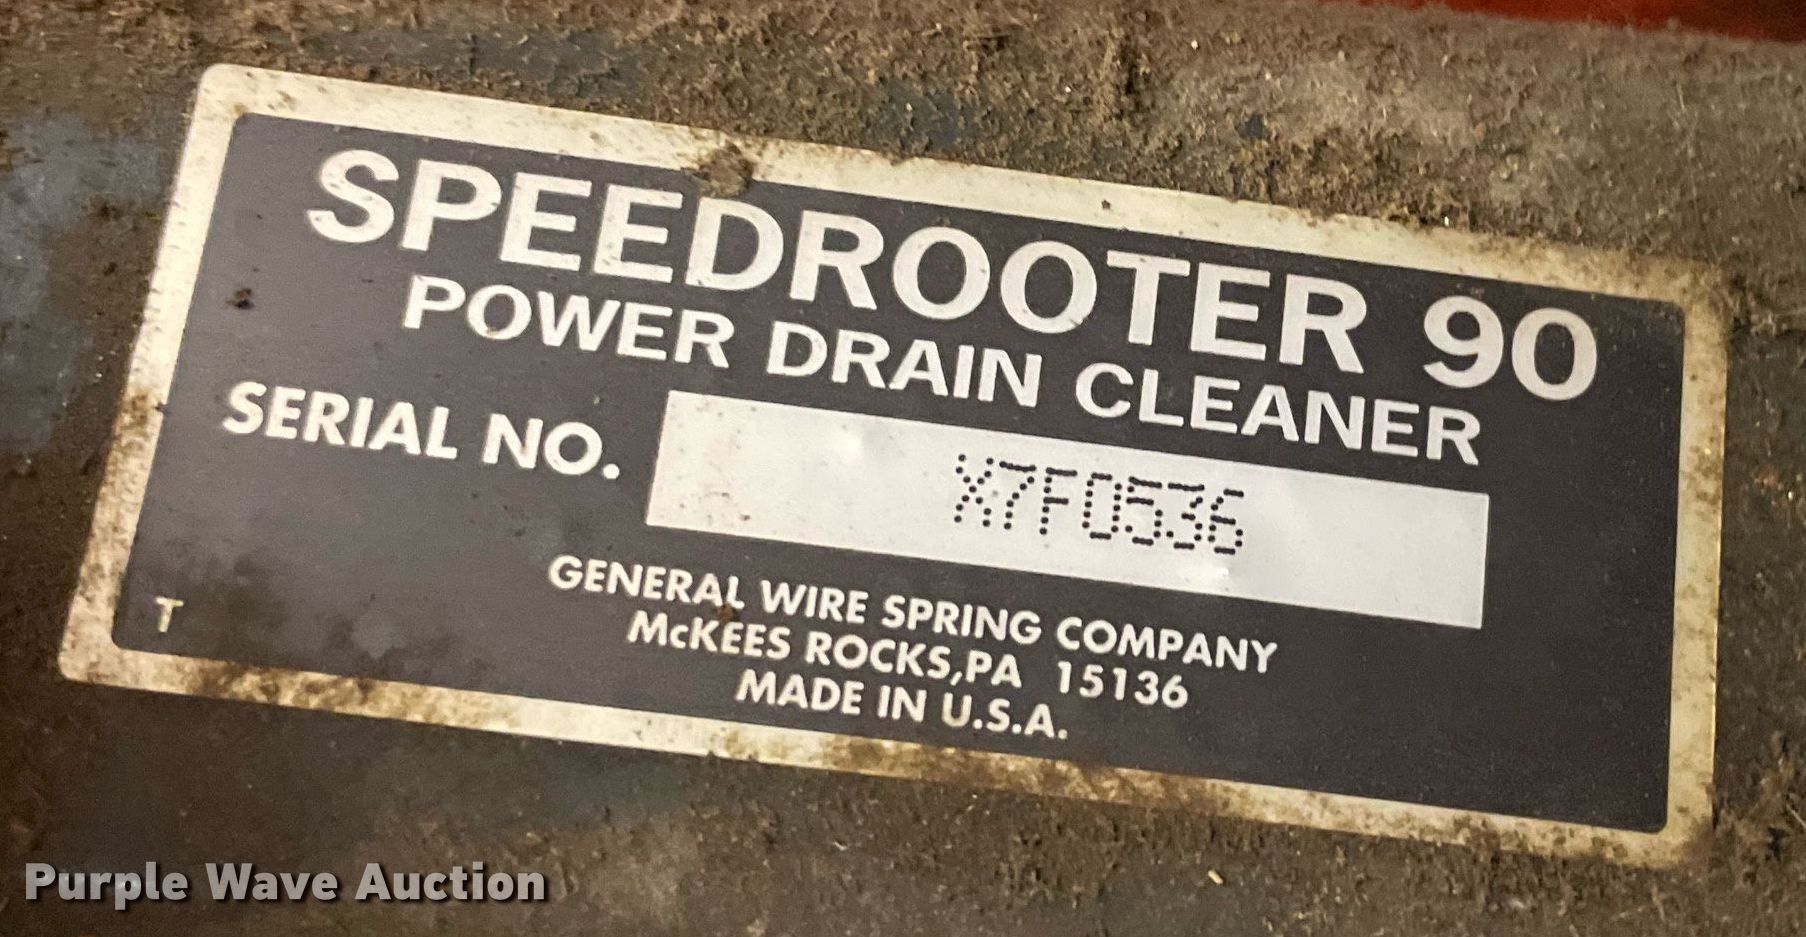 SPEEDROOTER 90
POWER DRAIN CLEANER
SERIAL NO. X7F0536
GENERAL WIRE SPRING COMPANY
McKEES ROCKS,PA 15136
MADE IN U.S.A.
T
Purple Wave Auction